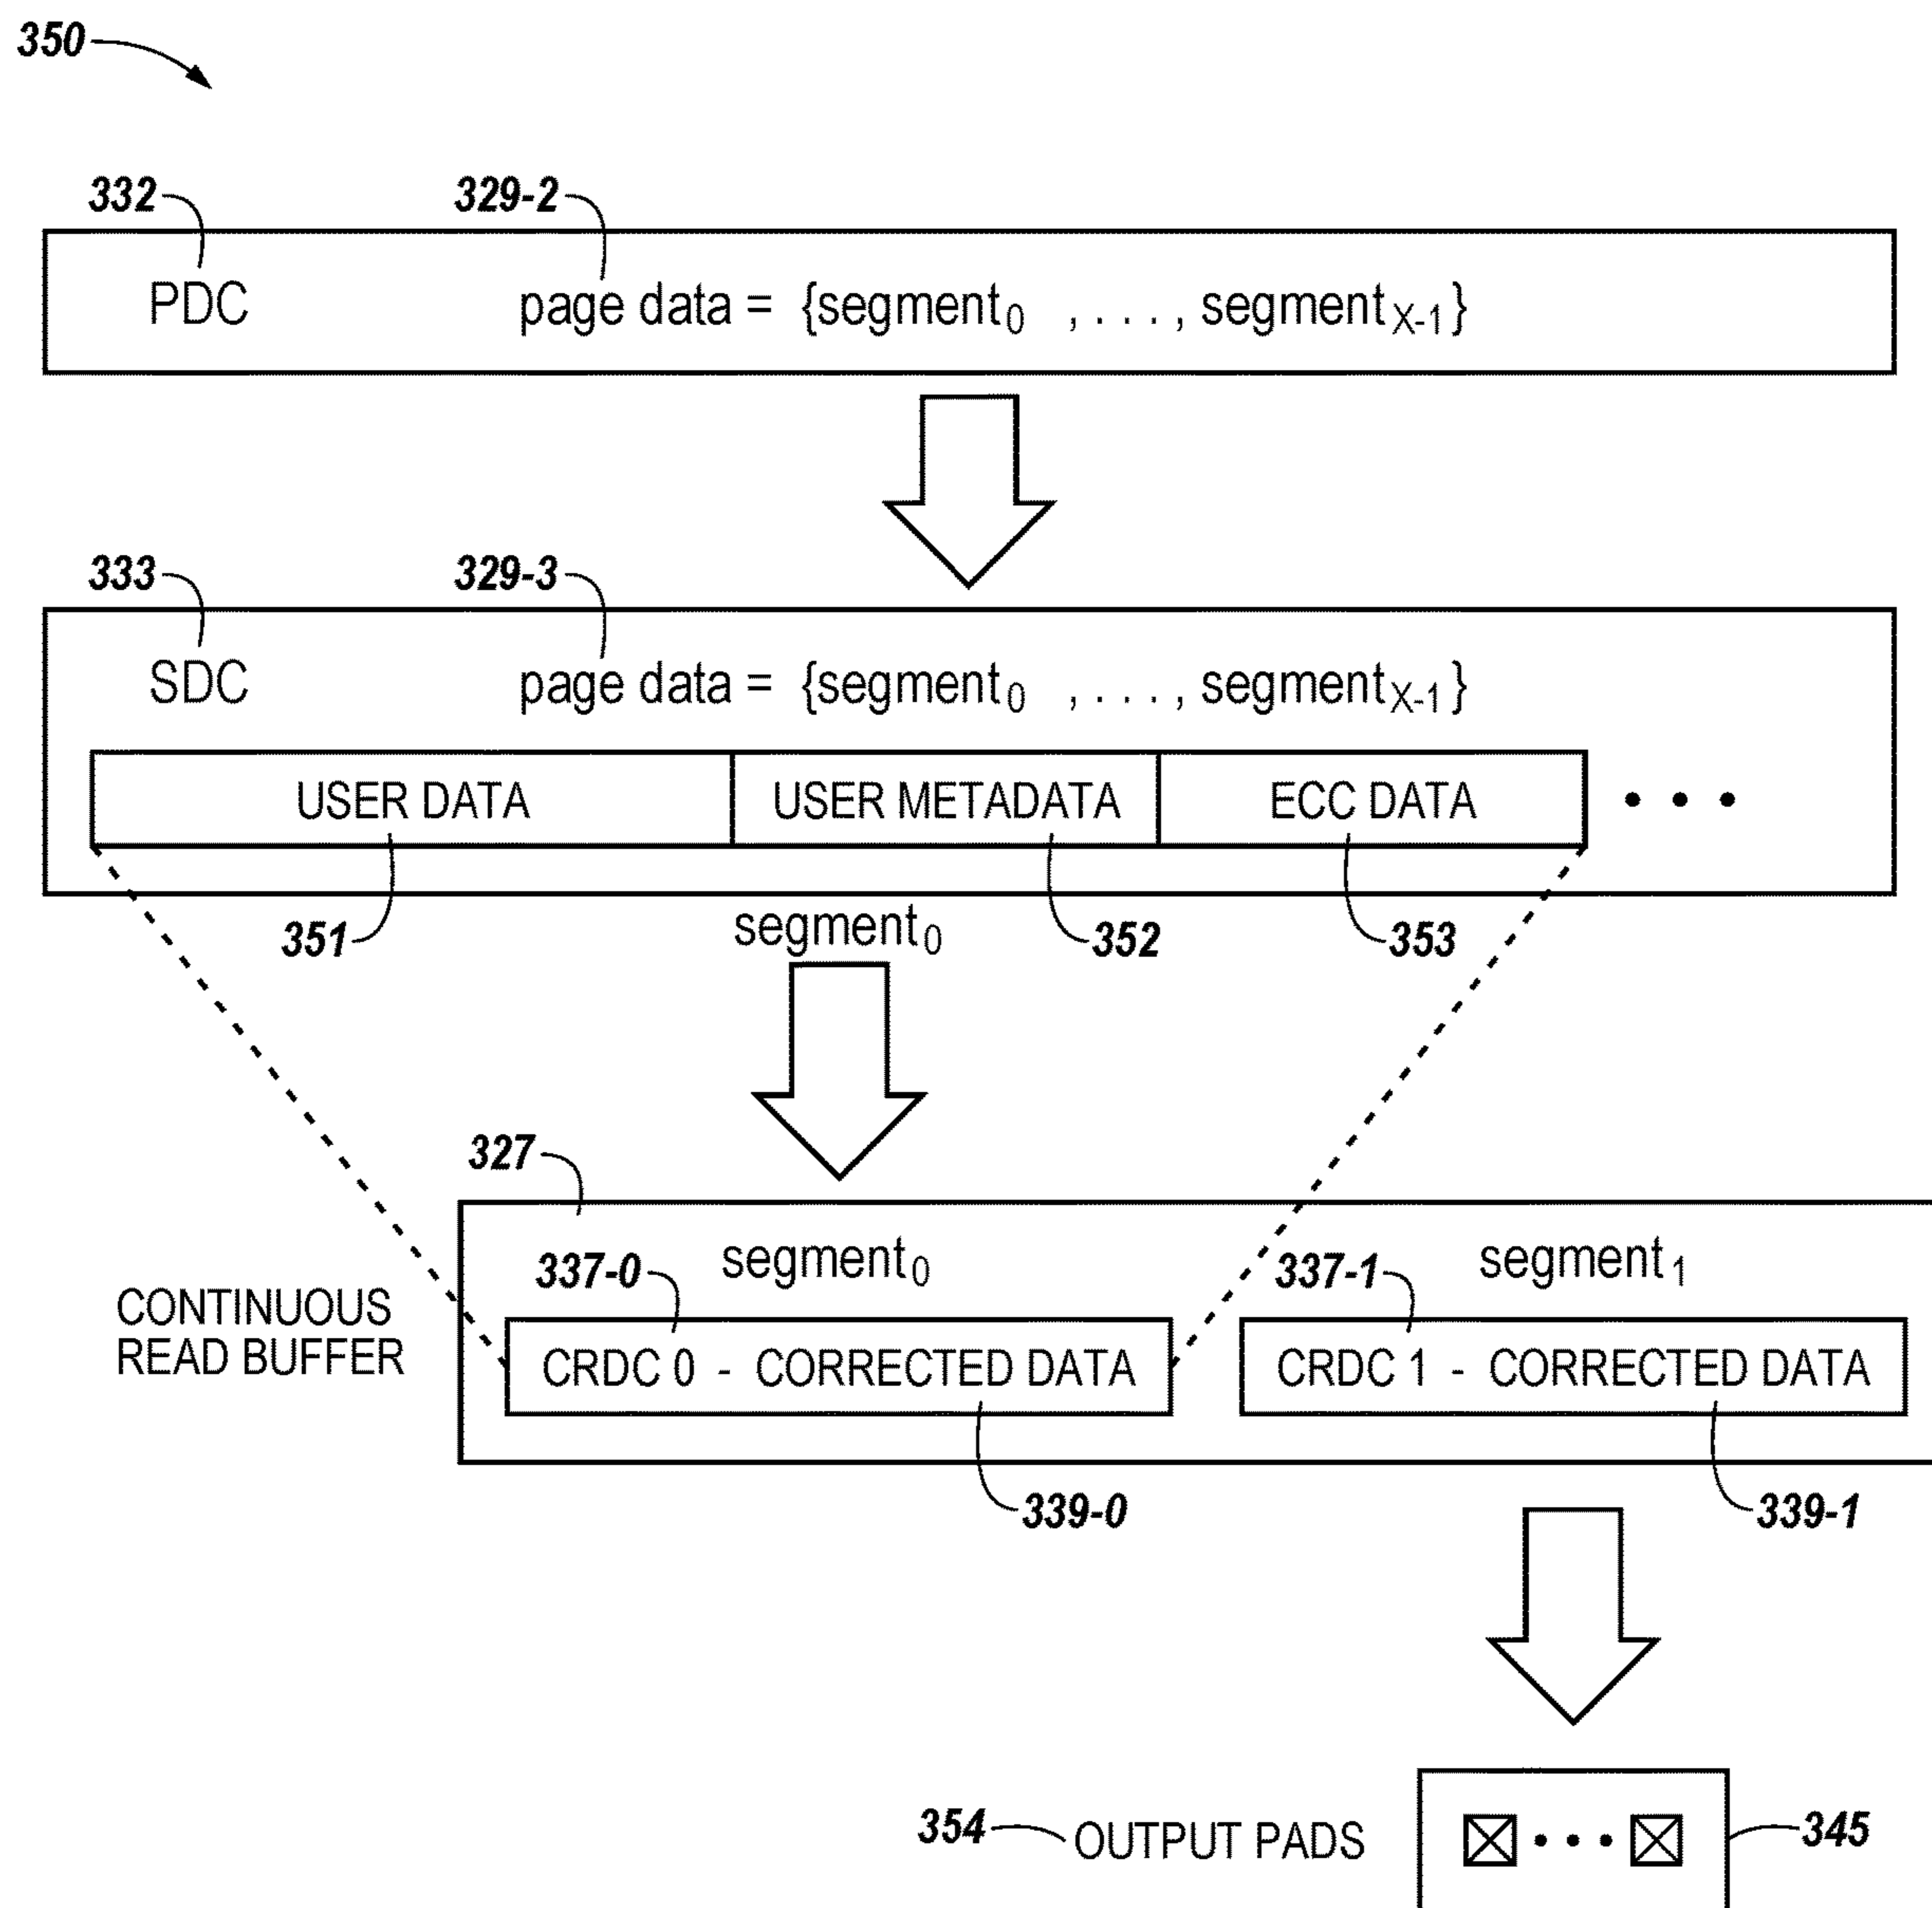 350
332
329-2
PDC page data = {segment0 , . . . , segmentX-1}
333
329-3
SDC page data = {segment0 , . . . , segmentX-1}
USER DATA USER METADATA ECC DATA • • •
351 segment0 352 353
327
337-0 segment0 337-1 segment1
CONTINUOUS
READ BUFFER
CRDC 0 - CORRECTED DATA CRDC 1 - CORRECTED DATA
339-0 339-1
354 OUTPUT PADS • • • 345